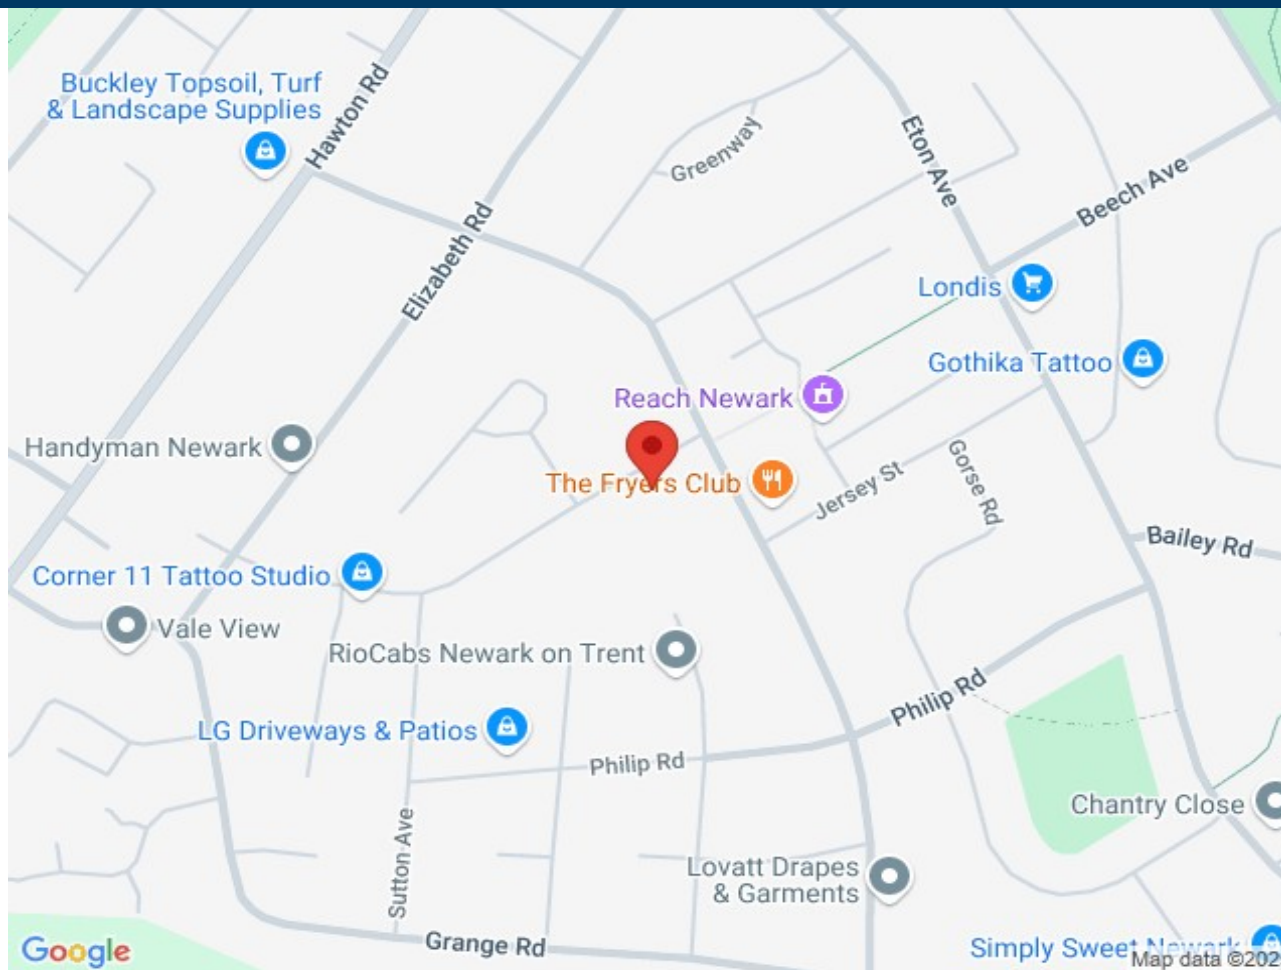 Buckley Topsoil, Turf
& Landscape Supplies
Hawton Rd
Greenway
Eton Ave
Beech Ave
Elizabeth Rd
Londis
Gothika Tattoo
Reach Newark
Handyman Newark
The Fryers Club
Jersey St
Gorse Rd
Bailey Rd
Corner 11 Tattoo Studio
Vale View
RioCabs Newark on Trent
Philip Rd
LG Driveways & Patios
Philip Rd
Chantry Close
Sutton Ave
Lovatt Drapes
& Garments
Grange Rd
Google
Simply Sweet Newark
Map data ©202